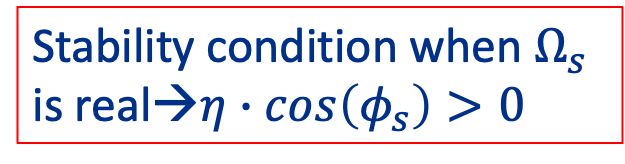 Stability condition when Ω𝑠
is real→𝜂 · 𝑐𝑜𝑠(𝜙𝑠) > 0